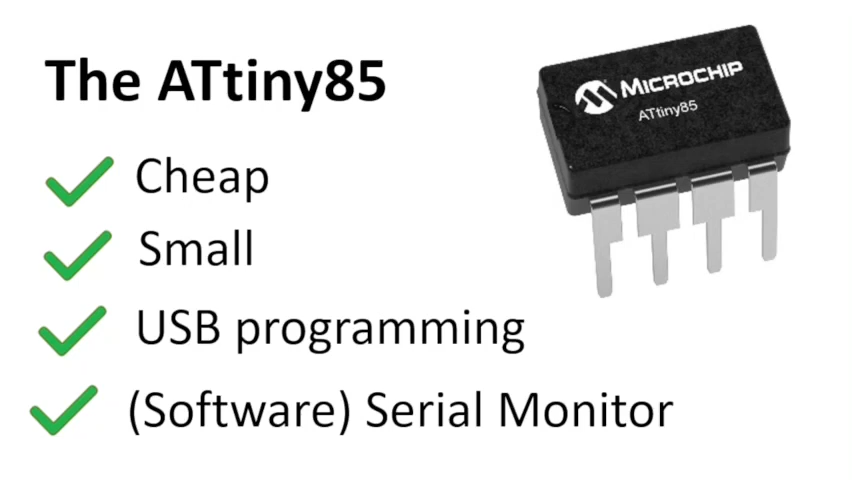 The ATtiny85
MICROCHIP
ATtiny85
Cheap
Small
USB programming
(Software) Serial Monitor